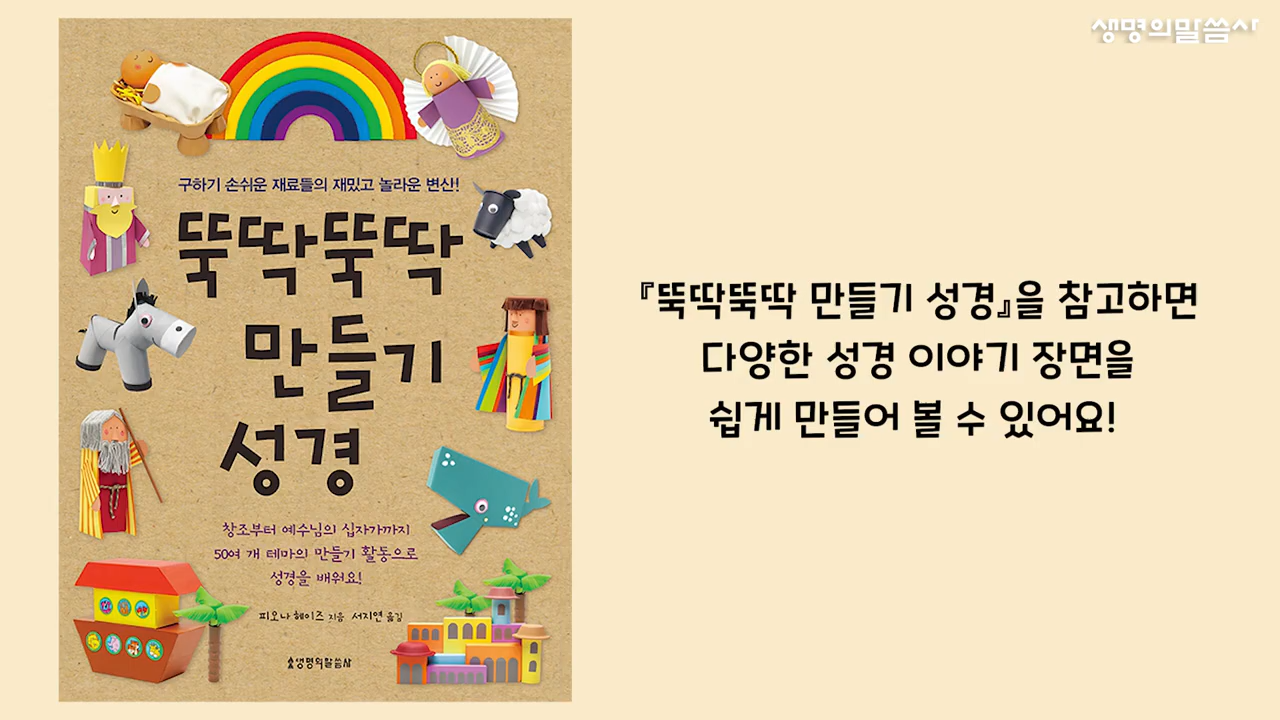 생명의말씀사
구하기 손쉬운 재료들의 재밌고 놀라운 변신!
뚝딱뚝딱
만들기
성경
창조부터 예수님의 십자가까지
50여 개 테마의 만들기 활동으로
성경을 배워요!
피오나 헤이즈 지음 서지연 옮김
생명의말씀사
『뚝딱뚝딱 만들기 성경』을 참고하면
다양한 성경 이야기 장면을
쉽게 만들어 볼 수 있어요!